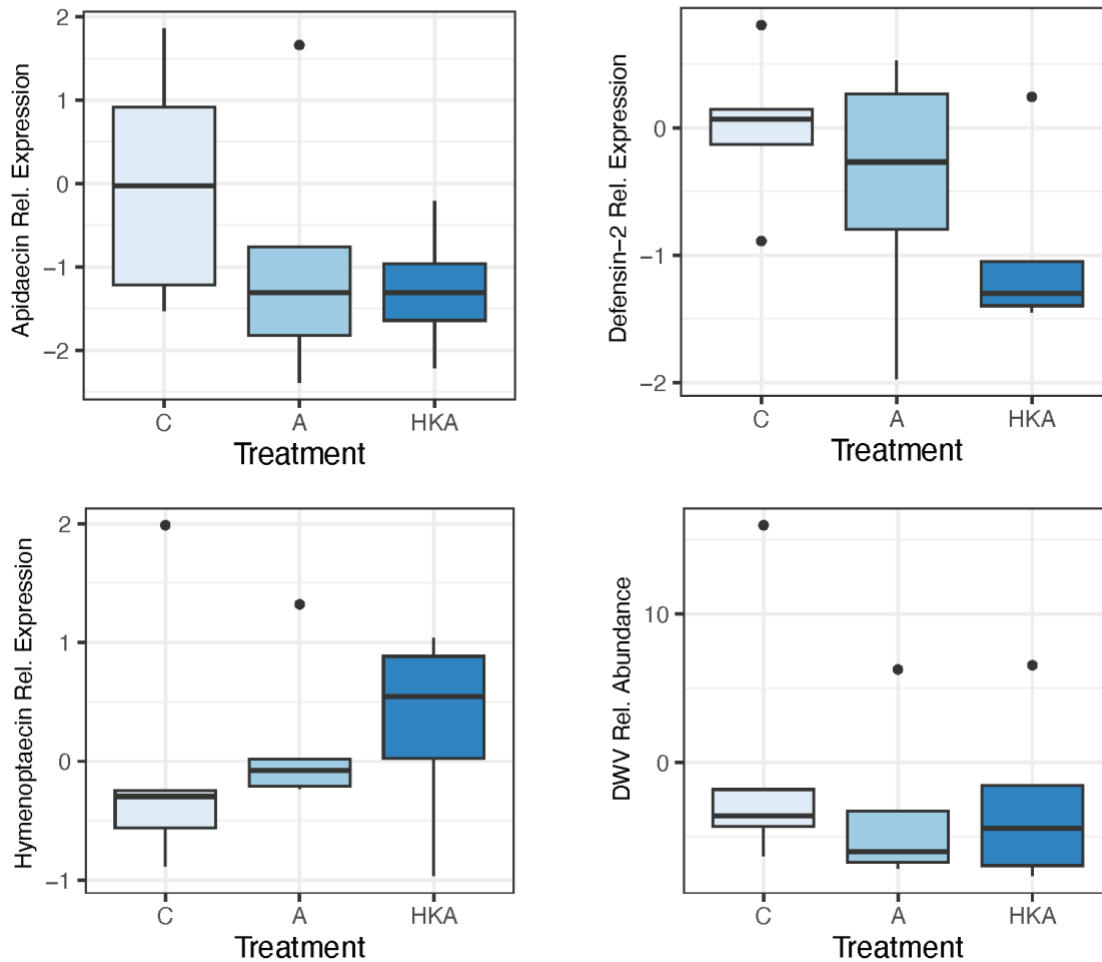 Apidaecin Rel. Expression
2
1
0
−1
−2
C A HKA
Treatment
Defensin−2 Rel. Expression
0
−1
−2
C A HKA
Treatment
Hymenoptaecin Rel. Expression
2
1
0
−1
C A HKA
Treatment
DWV Rel. Abundance
10
0
C A HKA
Treatment